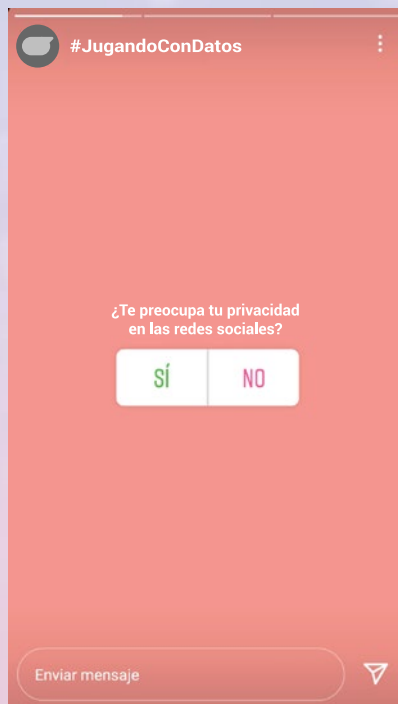 #JugandoConDatos
¿Te preocupa tu privacidad
en las redes sociales?
SÍ
NO
Enviar mensaje